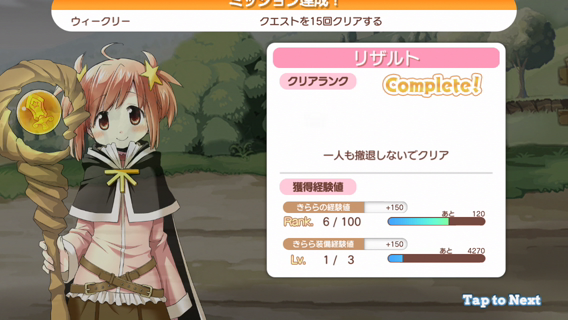 ミッション達成！
ウィークリー
クエストを15回クリアする
リザルト
クリアランク
Complete!
一人も撤退しないでクリア
獲得経験値
きららの経験値 +150
あと 120
Rank. 6 / 100
きらら装備経験値 +150
あと 4270
Lv. 1 / 3
Tap to Next